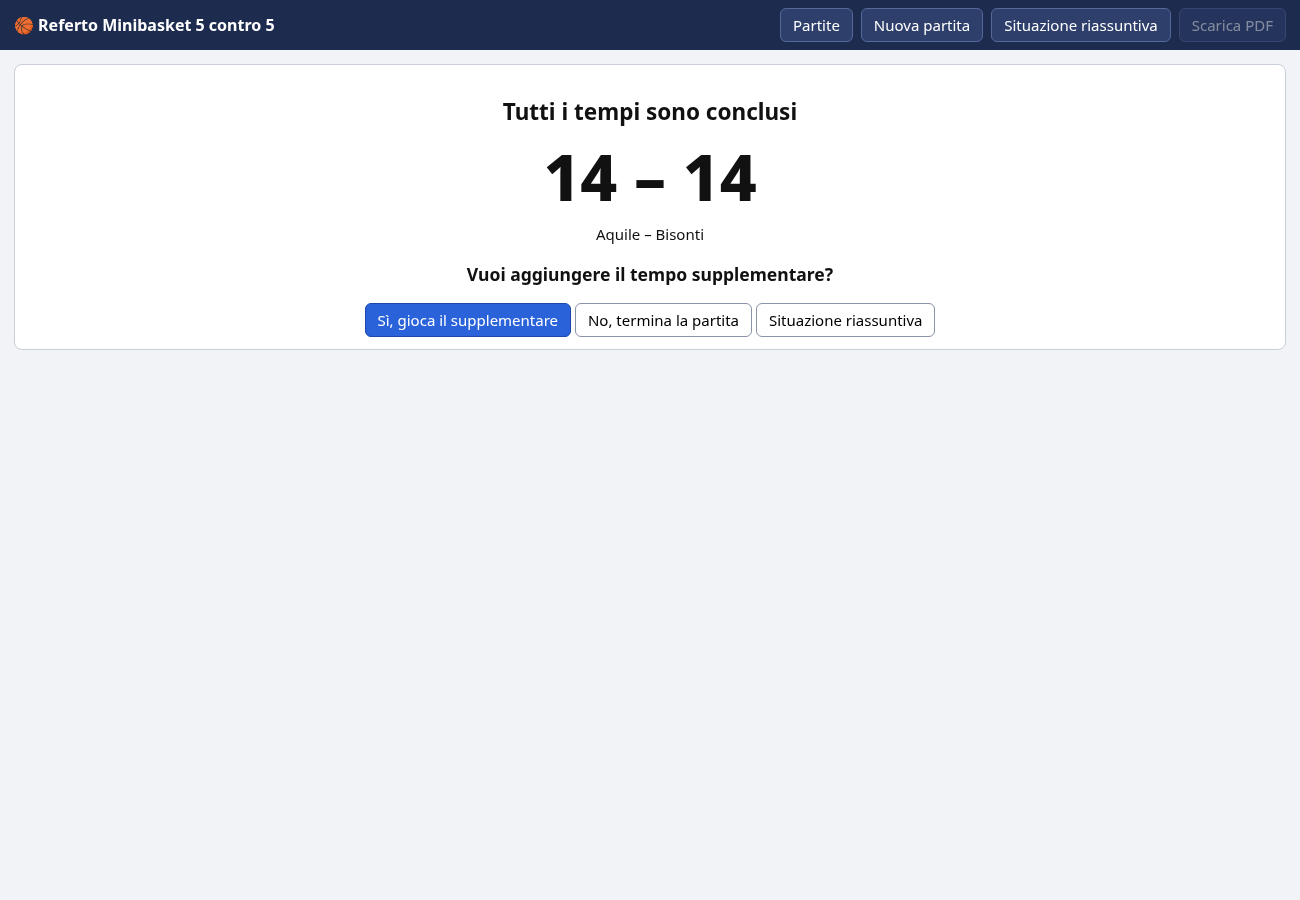 Referto Minibasket 5 contro 5
Partite
Nuova partita
Situazione riassuntiva
Scarica PDF
Tutti i tempi sono conclusi
14 – 14
Aquile – Bisonti
Vuoi aggiungere il tempo supplementare?
Sì, gioca il supplementare
No, termina la partita
Situazione riassuntiva